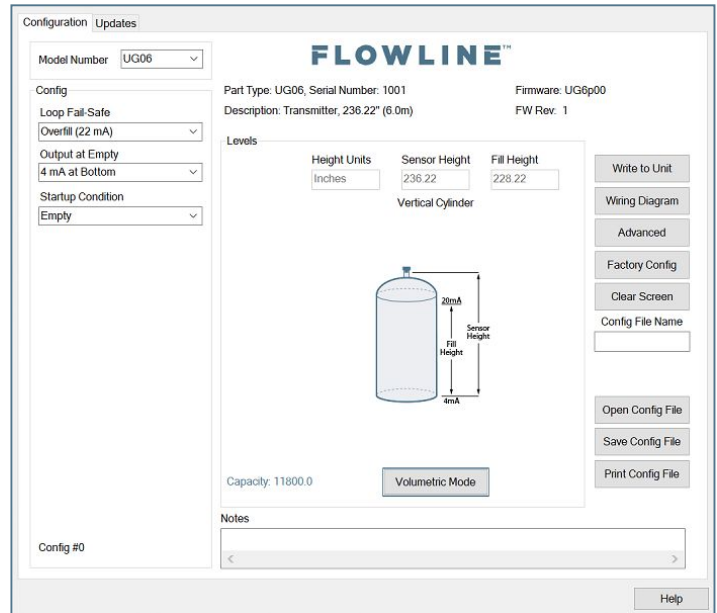 Configuration Updates
Model Number UG06
FLOWLINE™
Config
Loop Fail-Safe
Overfill (22 mA)
Output at Empty
4 mA at Bottom
Startup Condition
Empty
Config #0
Part Type: UG06, Serial Number: 1001 Firmware: UG6p00
Description: Transmitter, 236.22" (6.0m) FW Rev: 1
Levels
Height Units Sensor Height Fill Height
Inches 236.22 228.22
Vertical Cylinder
20mA
Sensor
Height
Fill
Height
4mA
Capacity: 11800.0 Volumetric Mode
Notes
Write to Unit
Wiring Diagram
Advanced
Factory Config
Clear Screen
Config File Name
Open Config File
Save Config File
Print Config File
Help